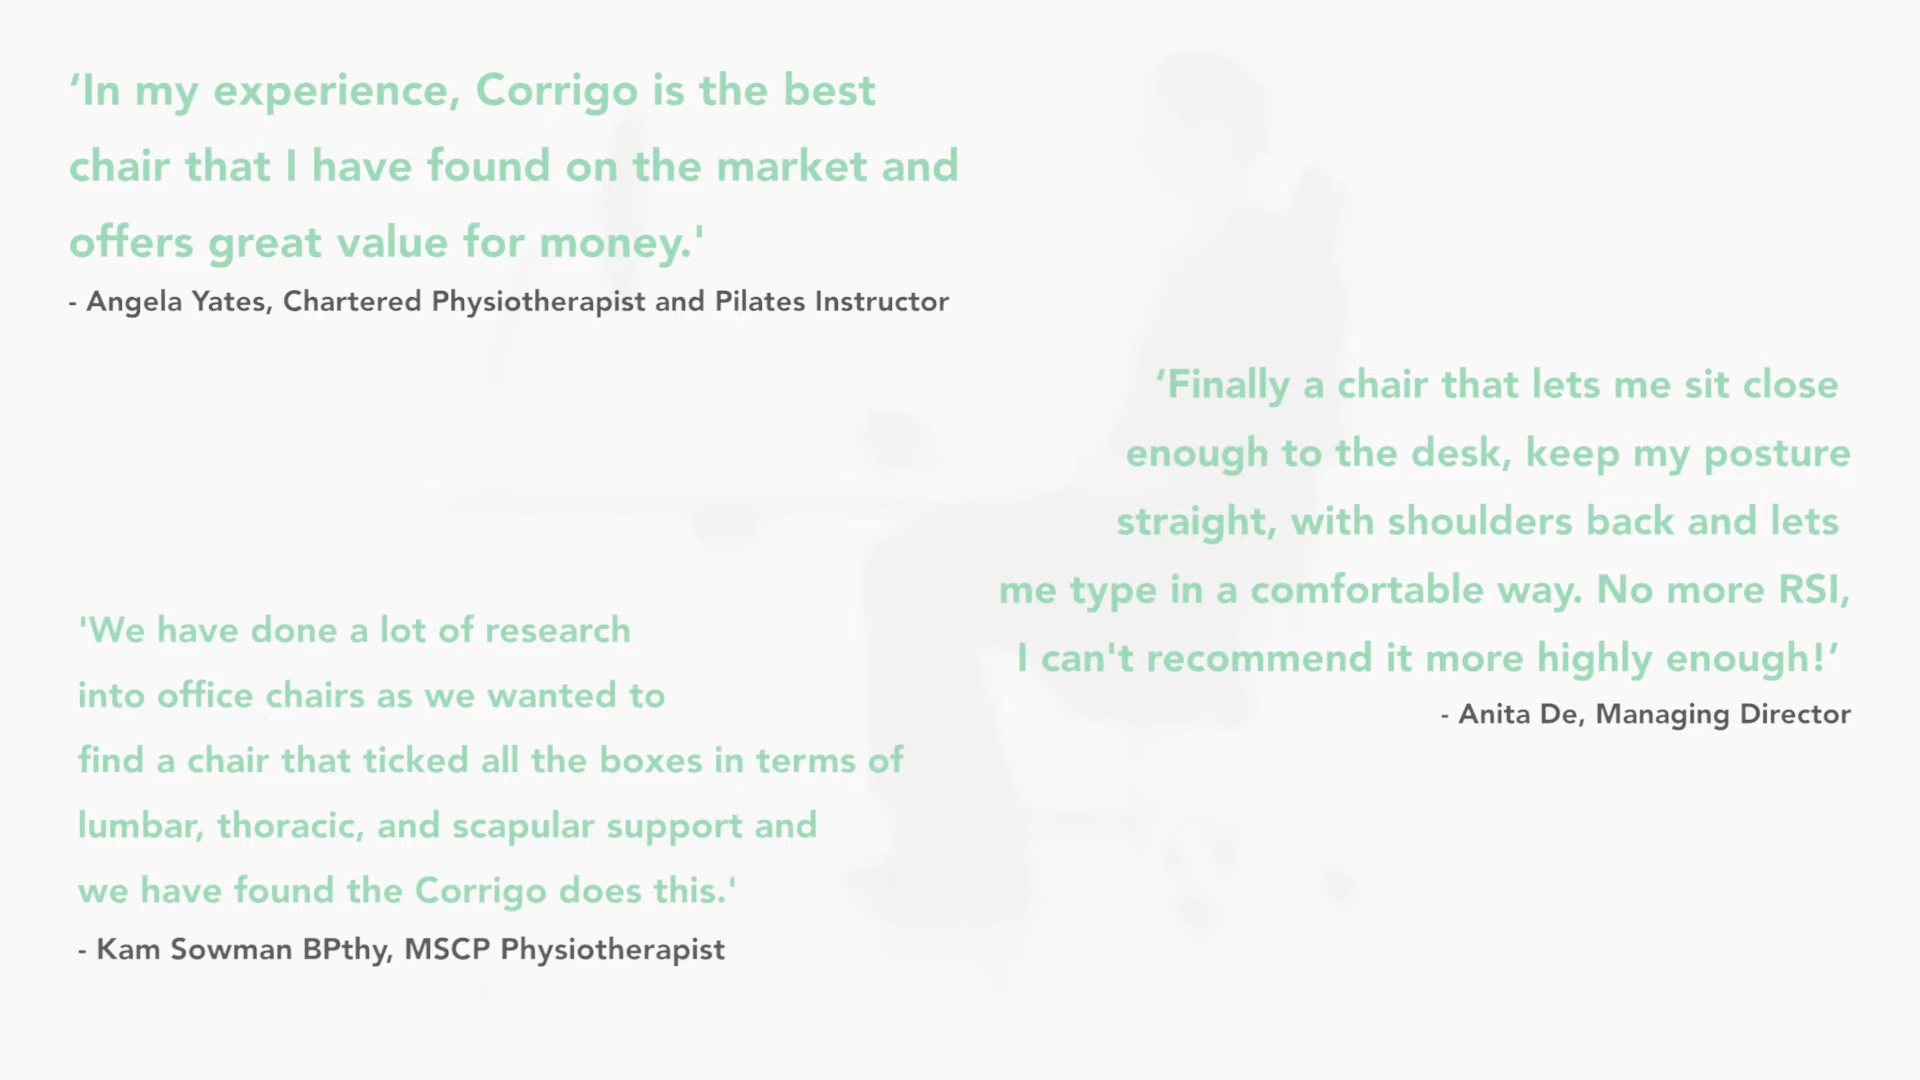 ‘In my experience, Corrigo is the best
chair that I have found on the market and
offers great value for money.'
- Angela Yates, Chartered Physiotherapist and Pilates Instructor
‘Finally a chair that lets me sit close
enough to the desk, keep my posture
straight, with shoulders back and lets
me type in a comfortable way. No more RSI,
I can't recommend it more highly enough!’
- Anita De, Managing Director
'We have done a lot of research
into office chairs as we wanted to
find a chair that ticked all the boxes in terms of
lumbar, thoracic, and scapular support and
we have found the Corrigo does this.'
- Kam Sowman BPthy, MSCP Physiotherapist